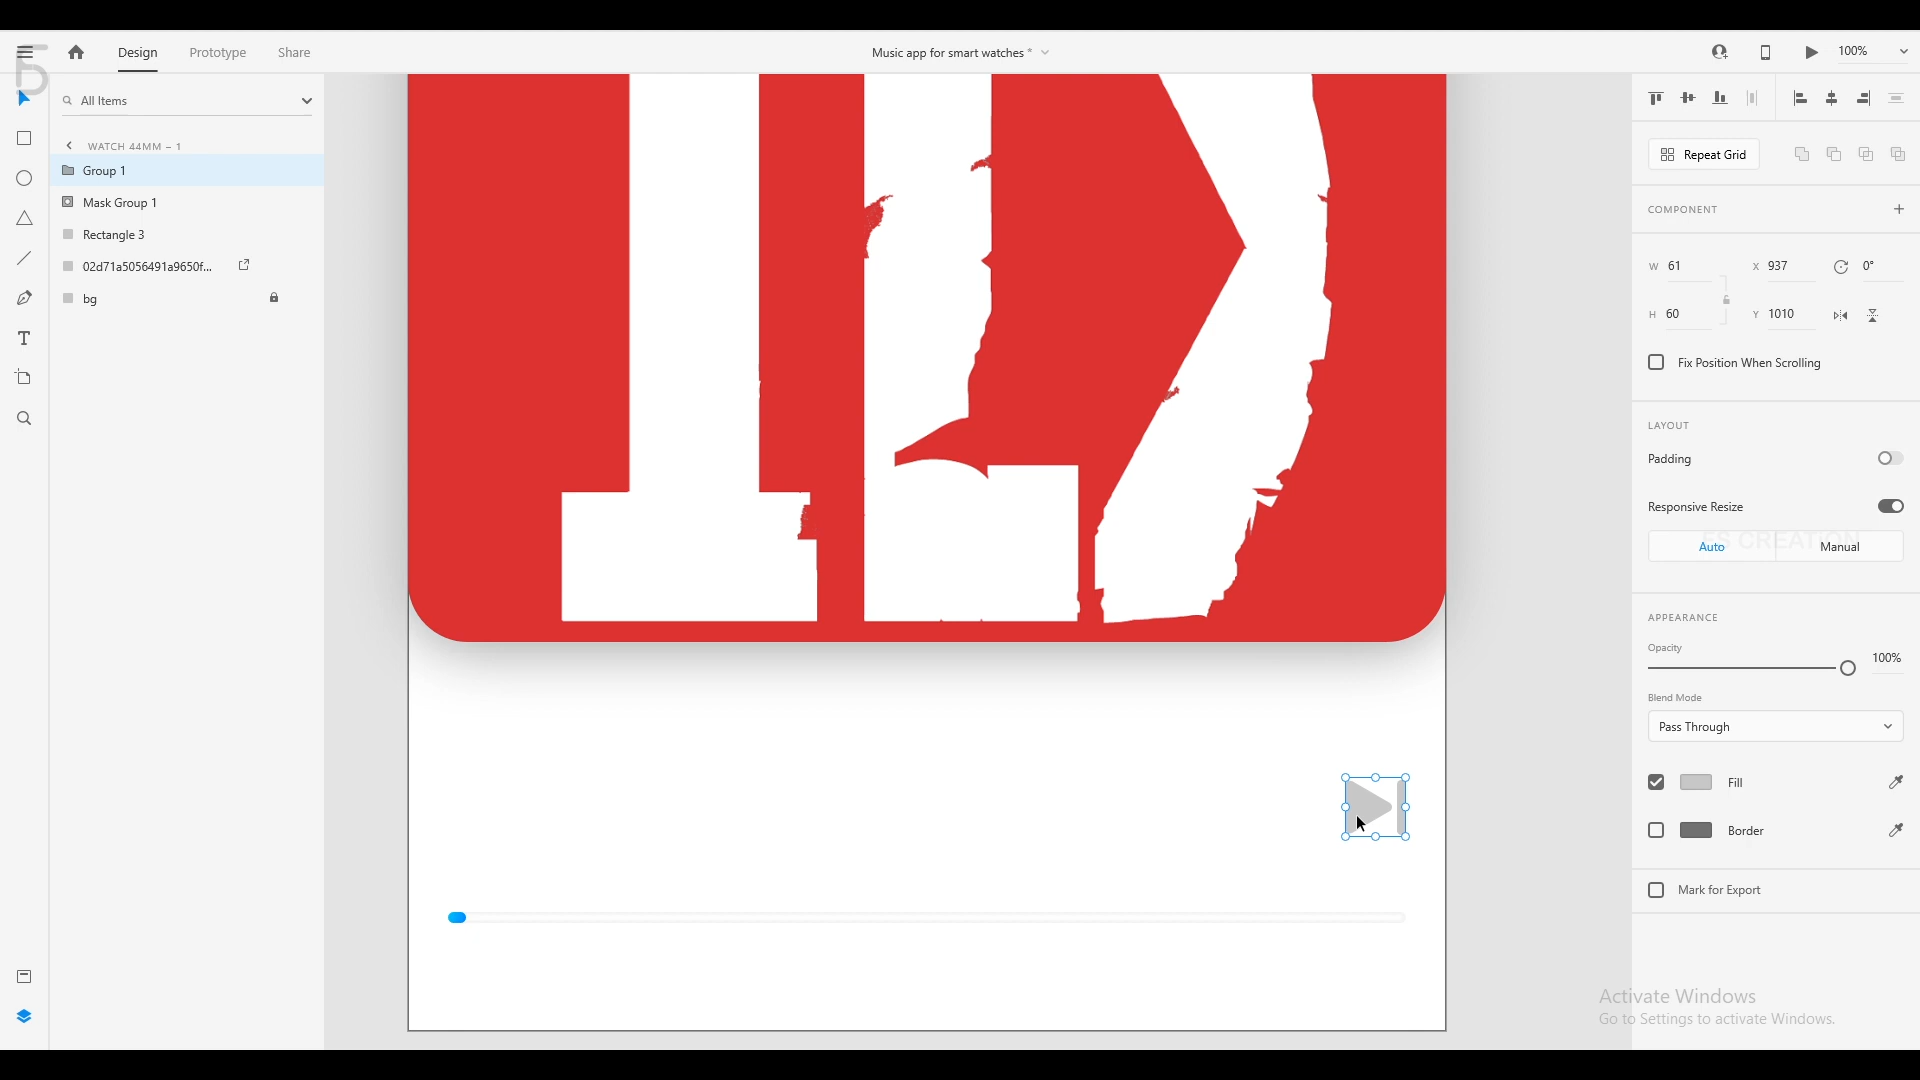 Design Prototype Share
Music app for smart watches *
100%
All Items
WATCH 44MM – 1
Group 1
Mask Group 1
Rectangle 3
02d71a5056491a9650f...
bg
Repeat Grid
COMPONENT
W 61 X 937 0°
H 60 Y 1010
Fix Position When Scrolling
LAYOUT
Padding
Responsive Resize
ES CREATION
Auto Manual
APPEARANCE
Opacity
100%
Blend Mode
Pass Through
Fill
Border
Mark for Export
Activate Windows
Go to Settings to activate Windows.